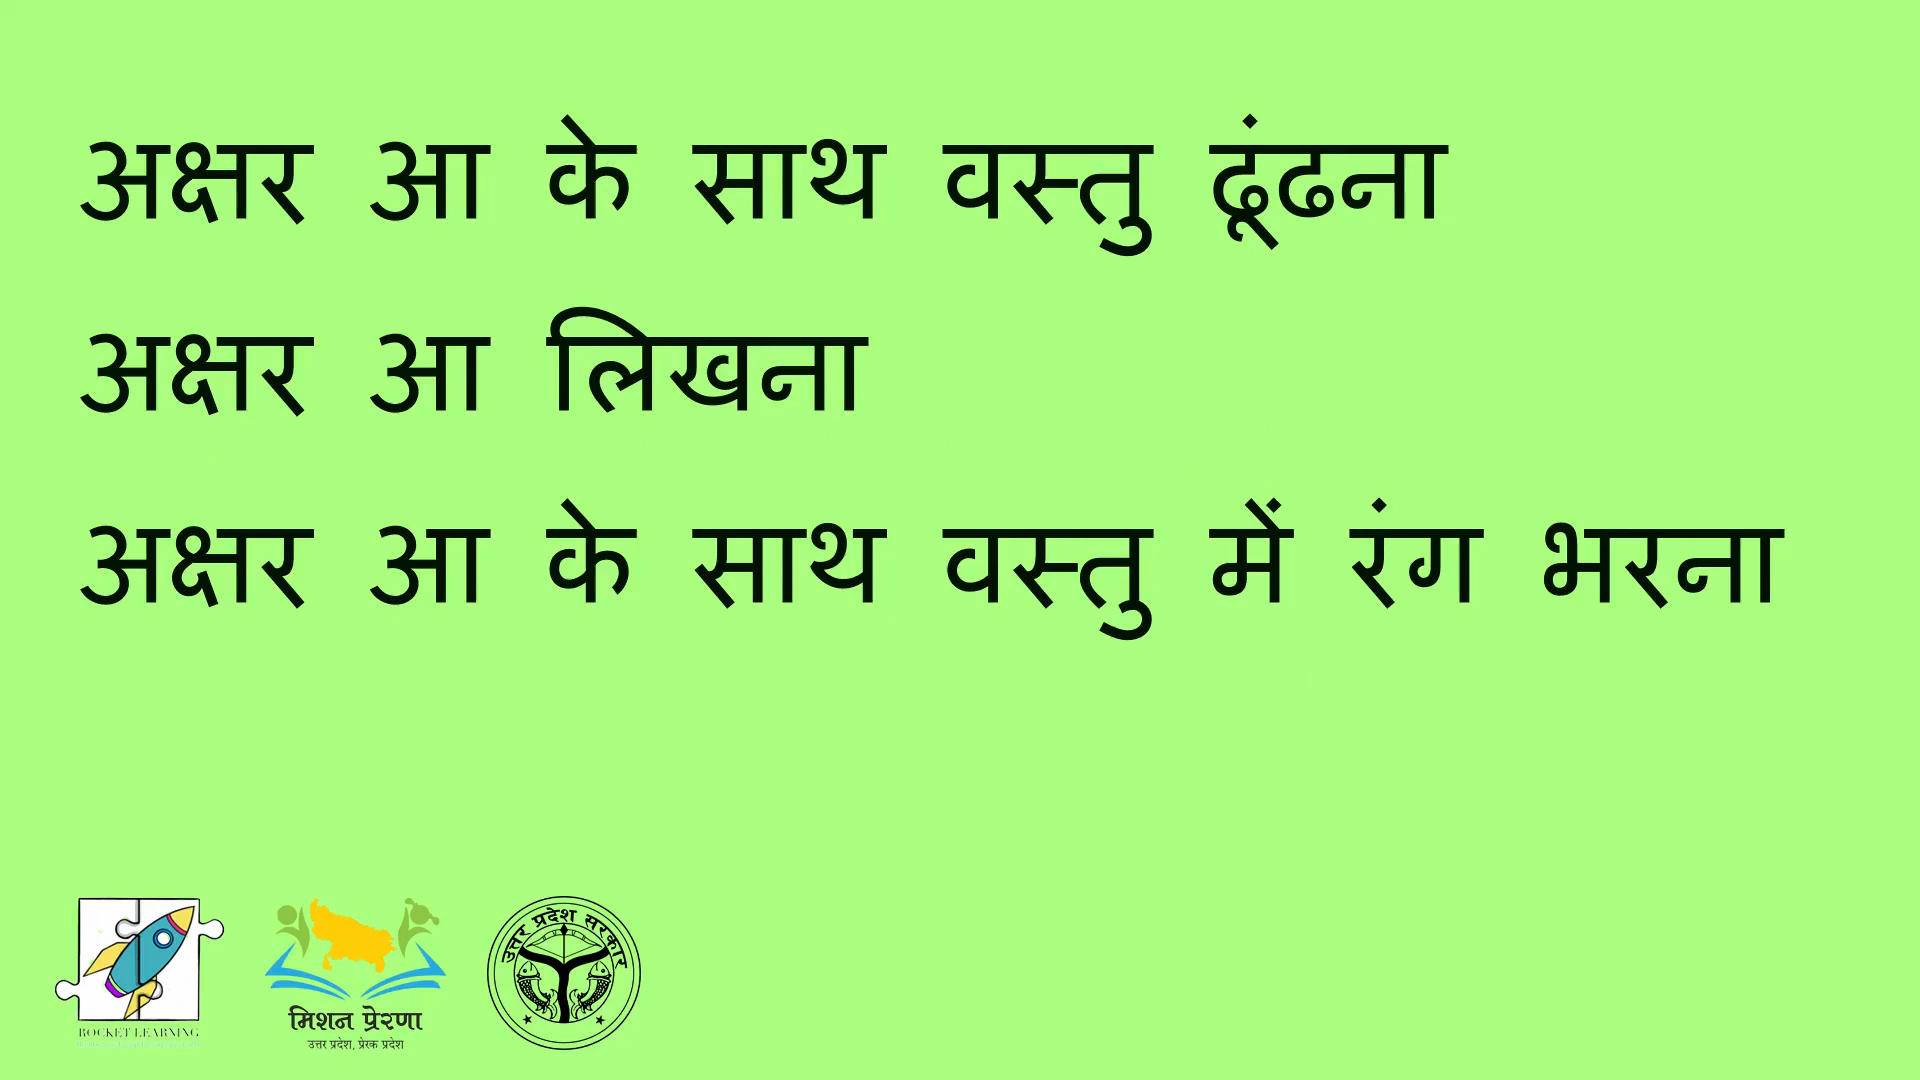 अक्षर आ के साथ वस्तु ढूंढना
अक्षर आ लिखना
अक्षर आ के साथ वस्तु में रंग भरना
ROCKET LEARNING
मिशन प्रेरणा
उत्तर प्रदेश, प्रेरक प्रदेश
उत्तर प्रदेश सरकार